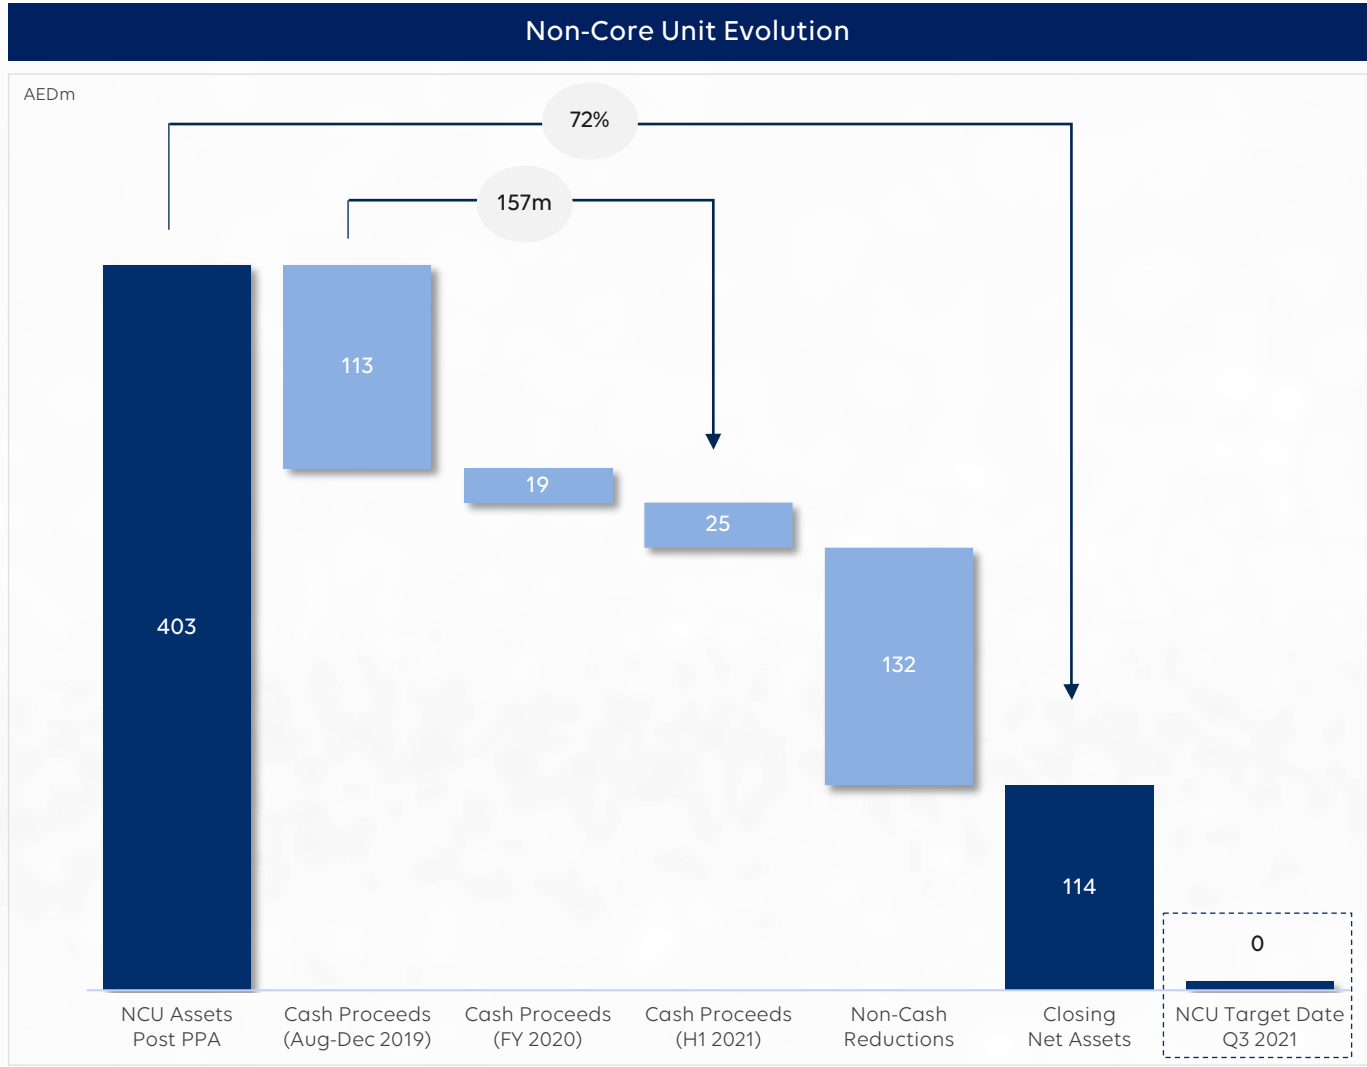 Non-Core Unit Evolution
AEDm
72%
157m
113
19
25
403
132
114
0
NCU Assets
Post PPA
Cash Proceeds
(Aug-Dec 2019)
Cash Proceeds
(FY 2020)
Cash Proceeds
(H1 2021)
Non-Cash
Reductions
Closing
Net Assets
NCU Target Date
Q3 2021